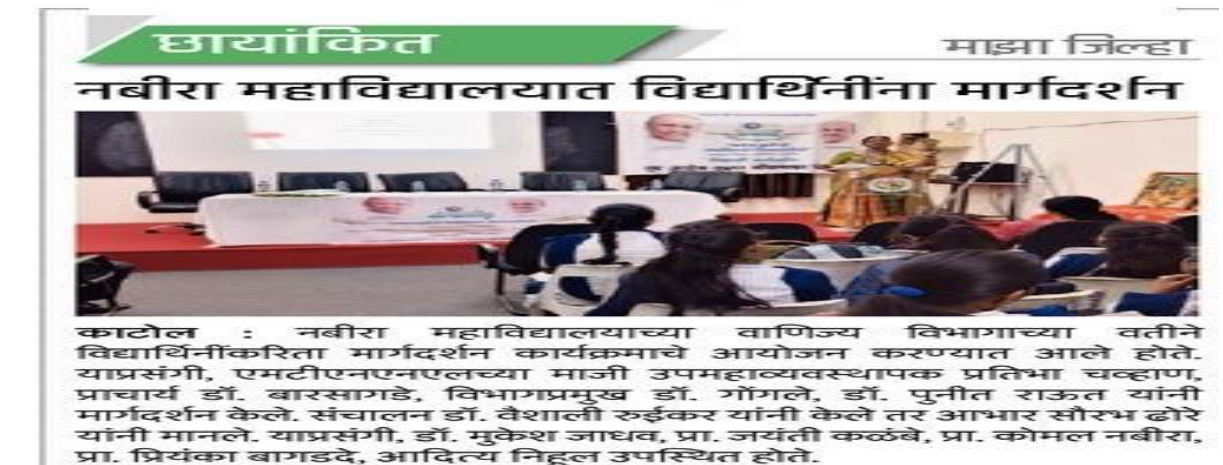 छायांकित
माझा जिल्हा
नबीरा महाविद्यालयात विद्यार्थिनींना मार्गदर्शन
काटोल : नबीरा महाविद्यालयाच्या वाणिज्य विभागाच्या वतीने
विद्यार्थिनींकरिता मार्गदर्शन कार्यक्रमाचे आयोजन करण्यात आले होते.
याप्रसंगी, एमटीएनएनएलच्या माजी उपमहाव्यवस्थापक प्रतिभा चव्हाण,
प्राचार्य डॉ. बारसागडे, विभागप्रमुख डॉ. गोंगले, डॉ. पुनीत राऊत यांनी
मार्गदर्शन केले. संचालन डॉ. वैशाली रुईकर यांनी केले तर आभार सौरभ ढोरे
यांनी मानले. याप्रसंगी, डॉ. मुकेश जाधव, प्रा. जयंती कळंबे, प्रा. कोमल नबीरा,
प्रा. प्रियंका बागडदे, आदित्य निहूल उपस्थित होते.